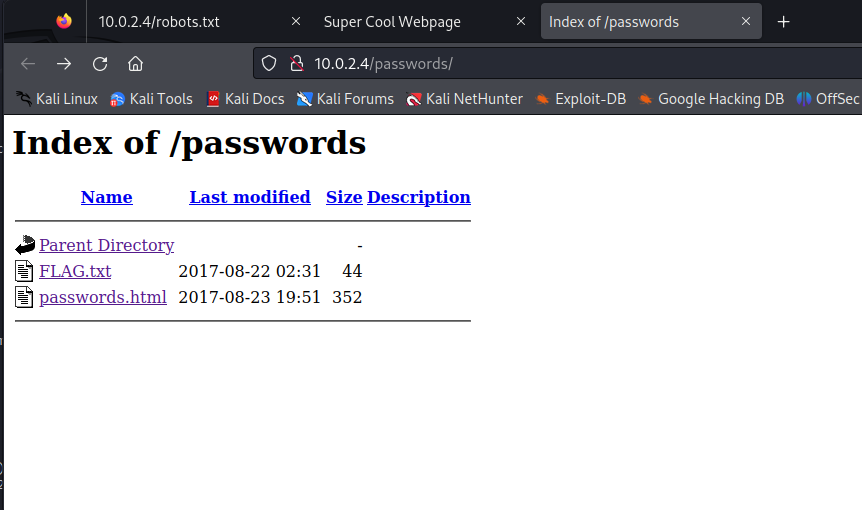 10.0.2.4/robots.txt Super Cool Webpage Index of /passwords
10.0.2.4/passwords/
Kali Linux Kali Tools Kali Docs Kali Forums Kali NetHunter Exploit-DB Google Hacking DB OffSec
Index of /passwords
Name Last modified Size Description
Parent Directory -
FLAG.txt 2017-08-22 02:31 44
passwords.html 2017-08-23 19:51 352